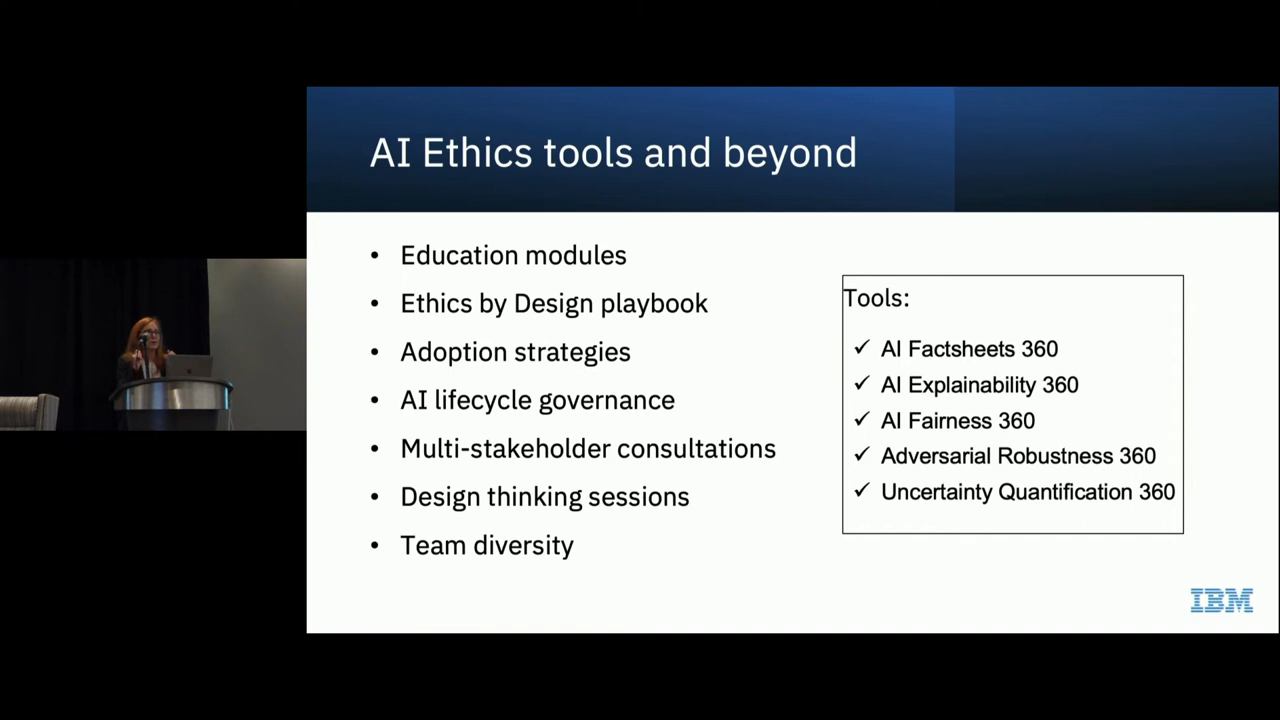 AI Ethics tools and beyond
• Education modules
• Ethics by Design playbook
• Adoption strategies
• AI lifecycle governance
• Multi-stakeholder consultations
• Design thinking sessions
• Team diversity
Tools:
✓ AI Factsheets 360
✓ AI Explainability 360
✓ AI Fairness 360
✓ Adversarial Robustness 360
✓ Uncertainty Quantification 360
IBM